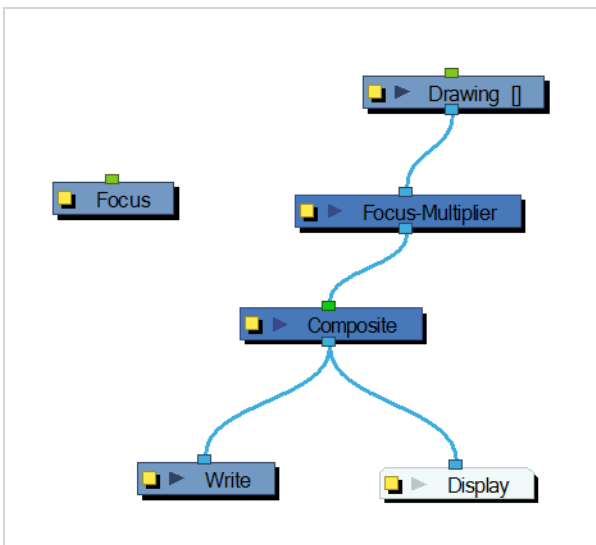 Drawing []
Focus
Focus-Multiplier
Composite
Write
Display